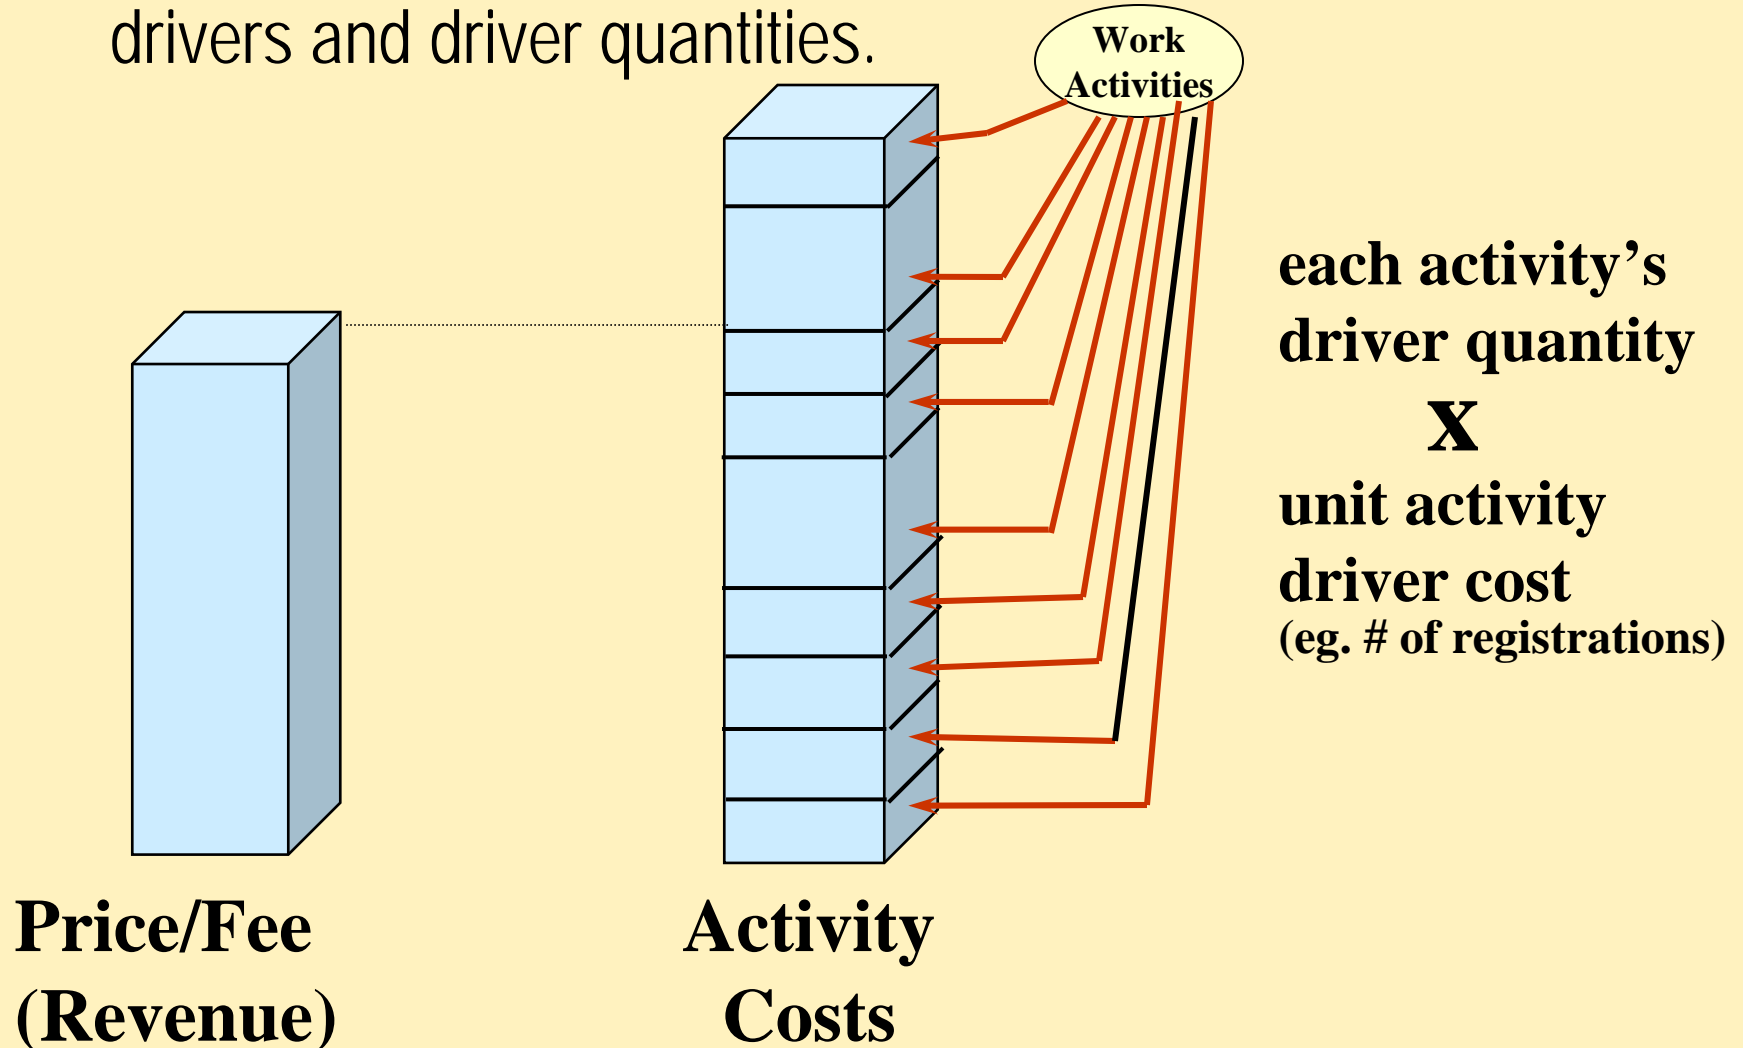 drivers and driver quantities.
Work
Activities
each activity’s
driver quantity
x
unit activity
driver cost
(eg. # of registrations)
Price/Fee
(Revenue)
Activity
Costs